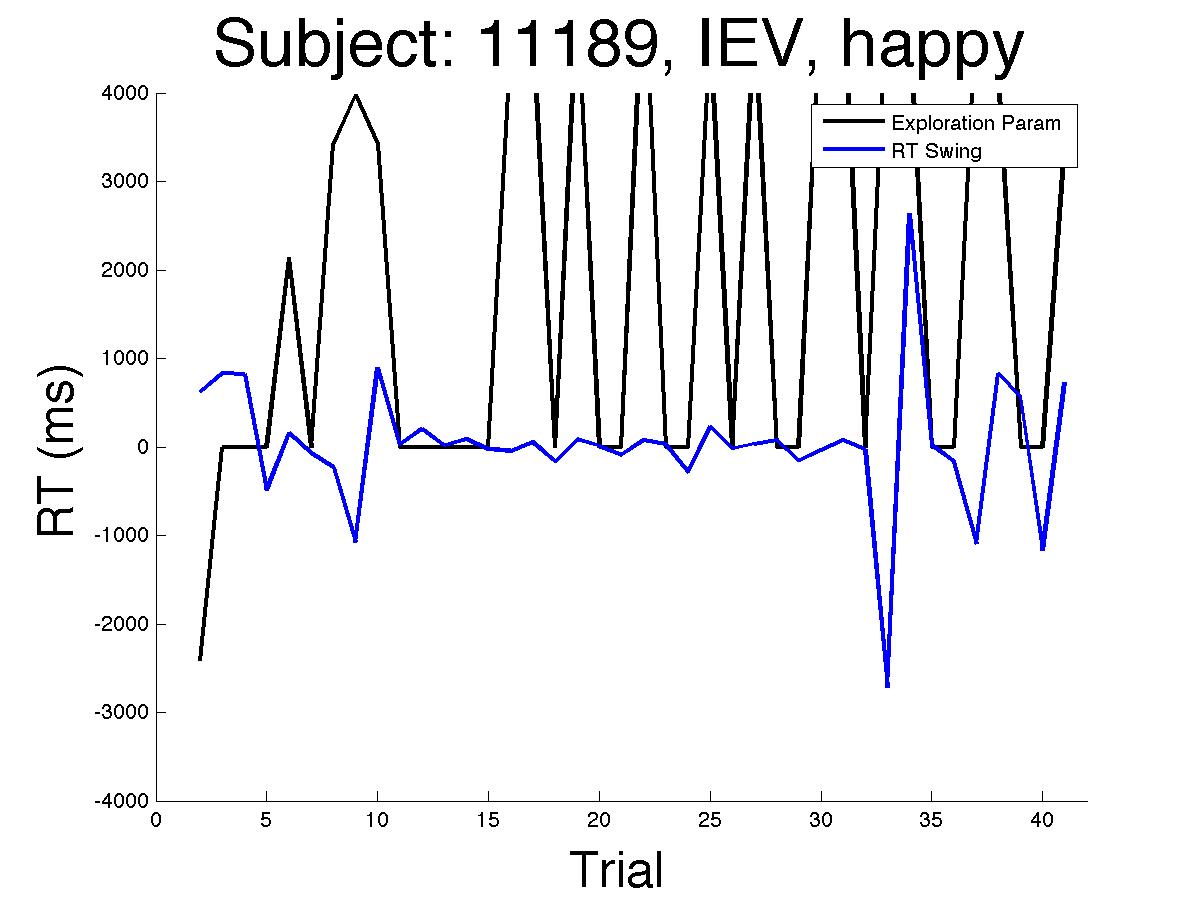 Subject: 11189, IEV, happy
4000
3000
2000
1000
0
-1000
-2000
-3000
-4000
RT (ms)
Exploration Param
RT Swing
0 5 10 15 20 25 30 35 40
Trial